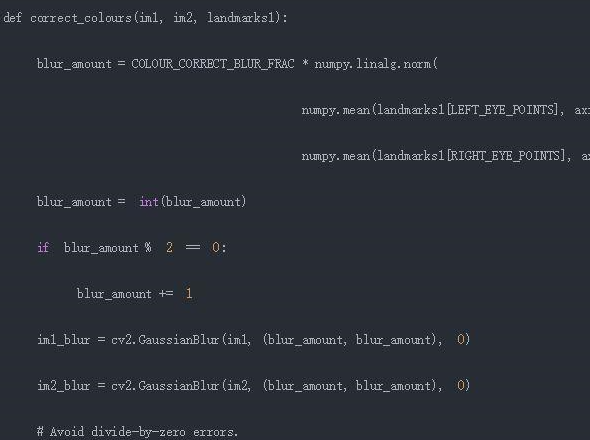 def correct_colours(im1, im2, landmarks1):
blur_amount = COLOUR_CORRECT_BLUR_FRAC * numpy.linalg.norm(
numpy.mean(landmarks1[LEFT_EYE_POINTS], ax
numpy.mean(landmarks1[RIGHT_EYE_POINTS], a
blur_amount = int(blur_amount)
if blur_amount % 2 == 0:
blur_amount += 1
im1_blur = cv2.GaussianBlur(im1, (blur_amount, blur_amount), 0)
im2_blur = cv2.GaussianBlur(im2, (blur_amount, blur_amount), 0)
# Avoid divide-by-zero errors.